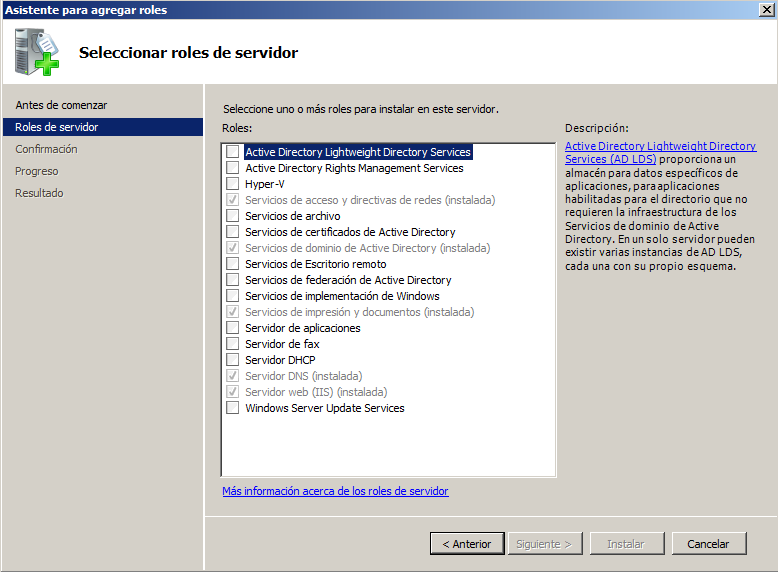 Asistente para agregar roles
Seleccionar roles de servidor
Antes de comenzar
Roles de servidor
Confirmación
Progreso
Resultado
Seleccione uno o más roles para instalar en este servidor.
Roles:
Active Directory Lightweight Directory Services
Active Directory Rights Management Services
Hyper-V
Servicios de acceso y directivas de redes (instalada)
Servicios de archivo
Servicios de certificados de Active Directory
Servicios de dominio de Active Directory (instalada)
Servicios de Escritorio remoto
Servicios de federación de Active Directory
Servicios de implementación de Windows
Servicios de impresión y documentos (instalada)
Servidor de aplicaciones
Servidor de fax
Servidor DHCP
Servidor DNS (instalada)
Servidor web (IIS) (instalada)
Windows Server Update Services
Más información acerca de los roles de servidor
Descripción:
Active Directory Lightweight Directory
Services (AD LDS) proporciona un
almacén para datos específicos de
aplicaciones, para aplicaciones
habilitadas para el directorio que no
requieren la infraestructura de los
Servicios de dominio de Active
Directory. En un solo servidor pueden
existir varias instancias de AD LDS,
cada una con su propio esquema.
< Anterior
Siguiente >
Instalar
Cancelar